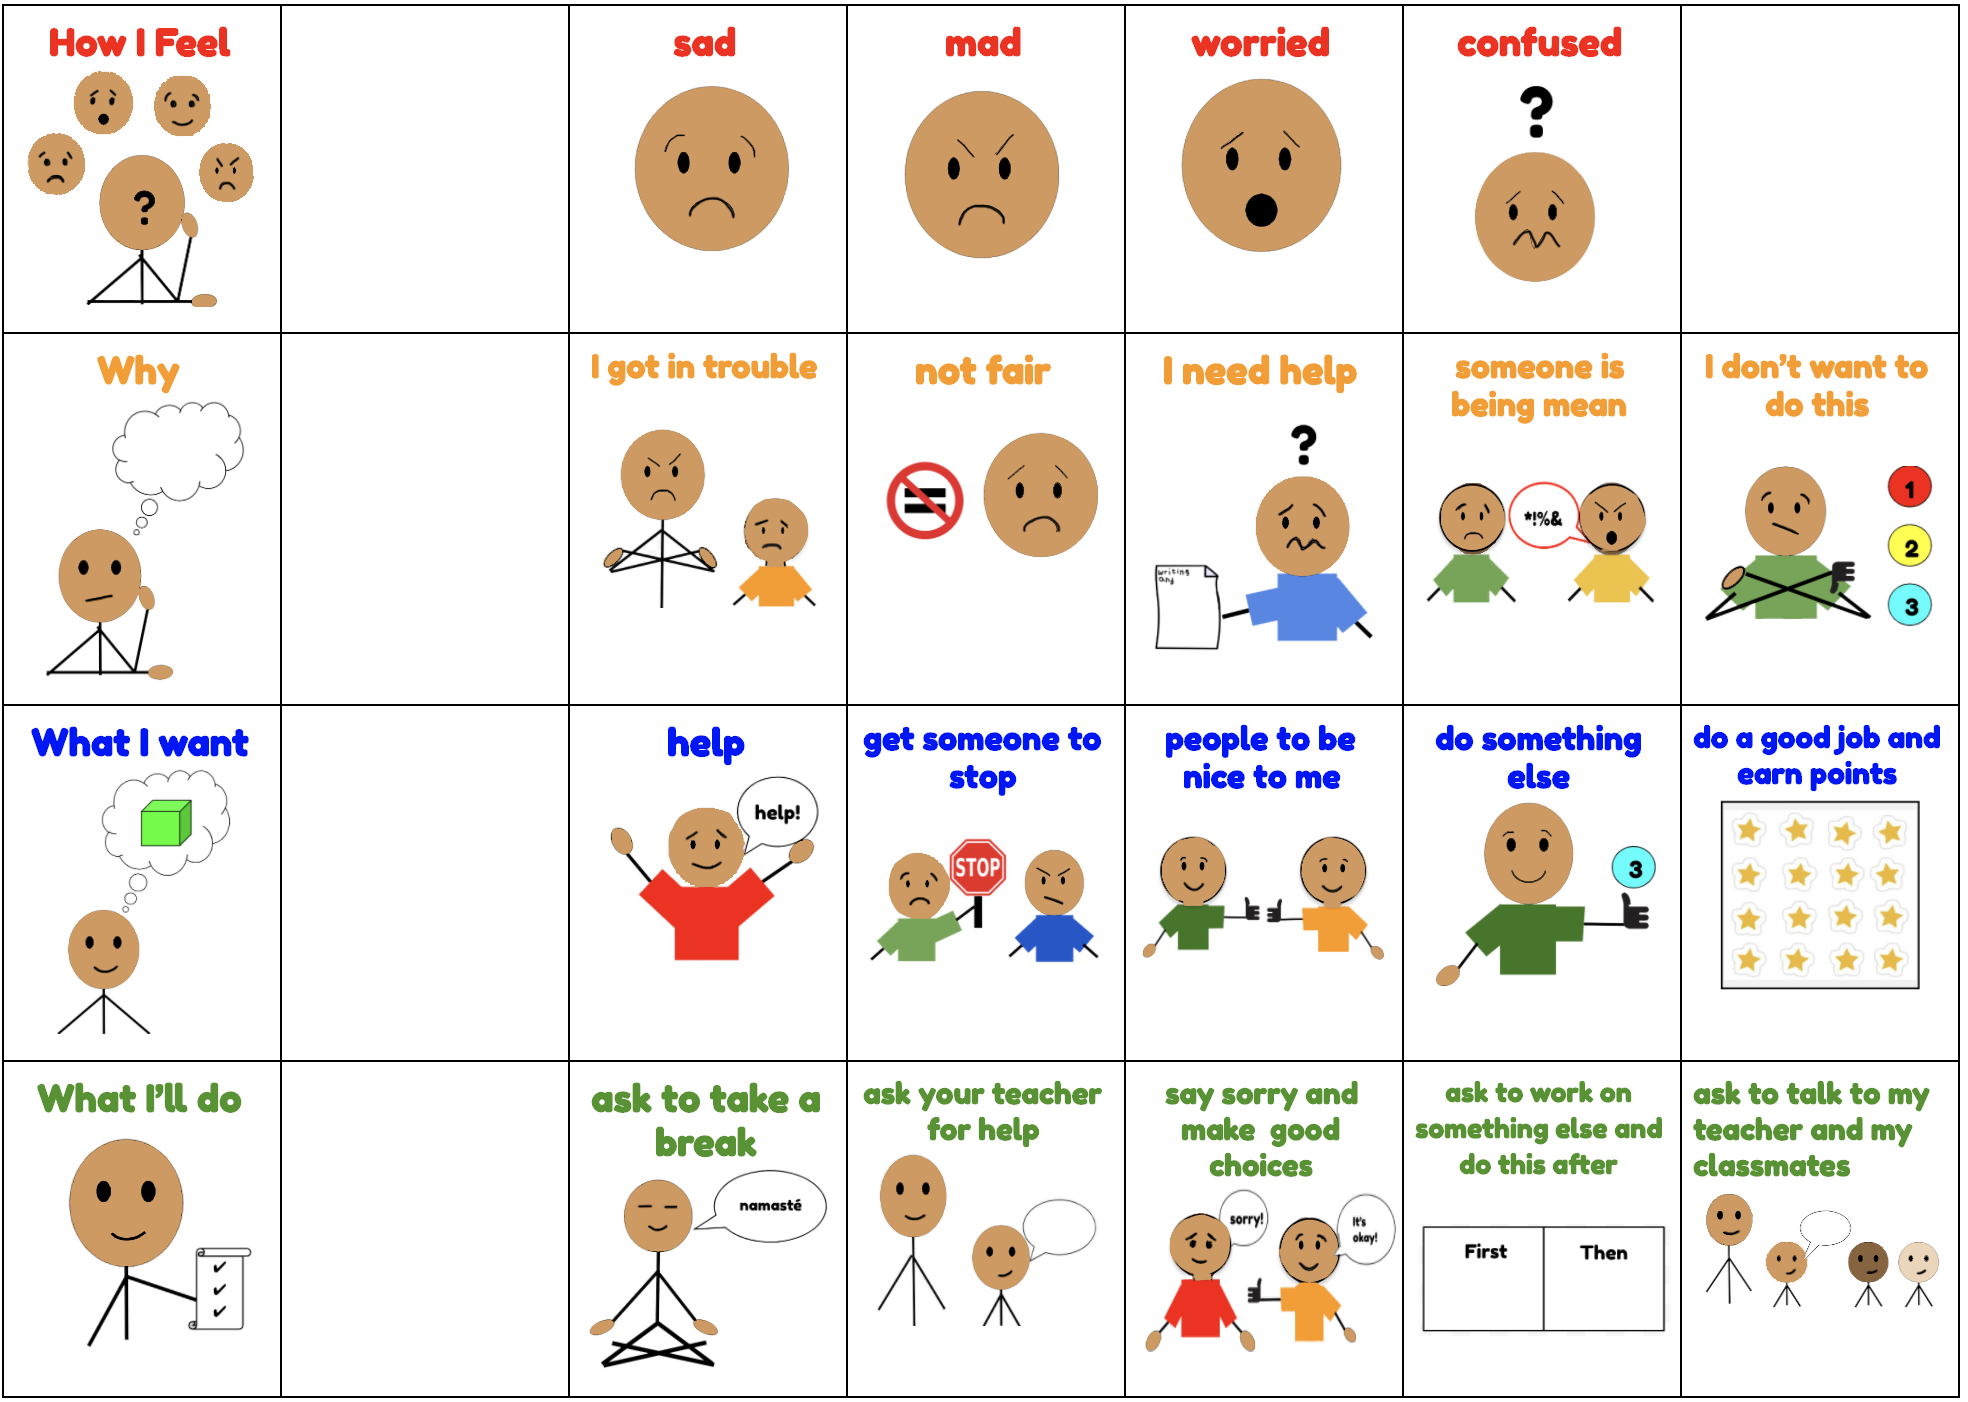 How I Feel
sad
mad
worried
confused
?
?
Why
I got in trouble
not fair
I need help
someone is
being mean
I don't want to
do this
?
writing
and
*!%&
1
2
3
What I want
help
get someone to
stop
people to be
nice to me
do something
else
do a good job and
earn points
help!
STOP
3
What I'll do
ask to take a
break
ask your teacher
for help
say sorry and
make good
choices
ask to work on
something else and
do this after
ask to talk to my
teacher and my
classmates
namasté
sorry!
It's
okay!
First
Then